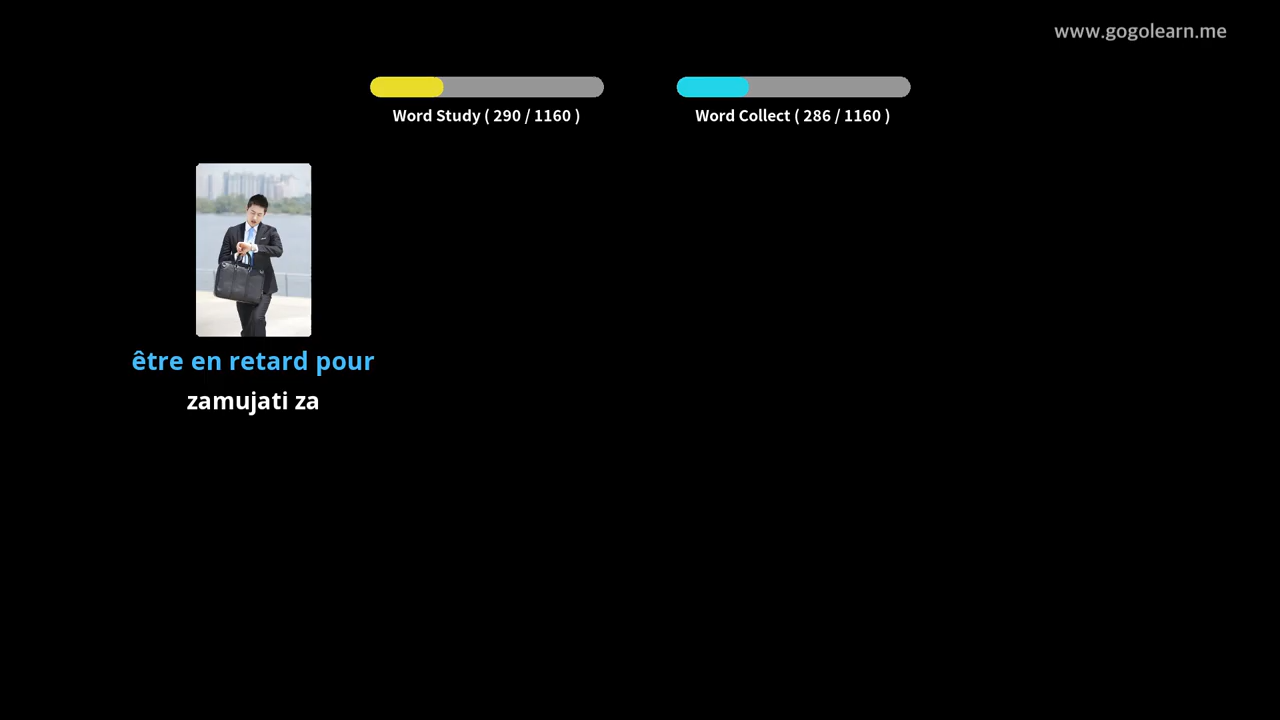 www.gogolearn.me
Word Study ( 290 / 1160 )
Word Collect ( 286 / 1160 )
être en retard pour
zamujati za